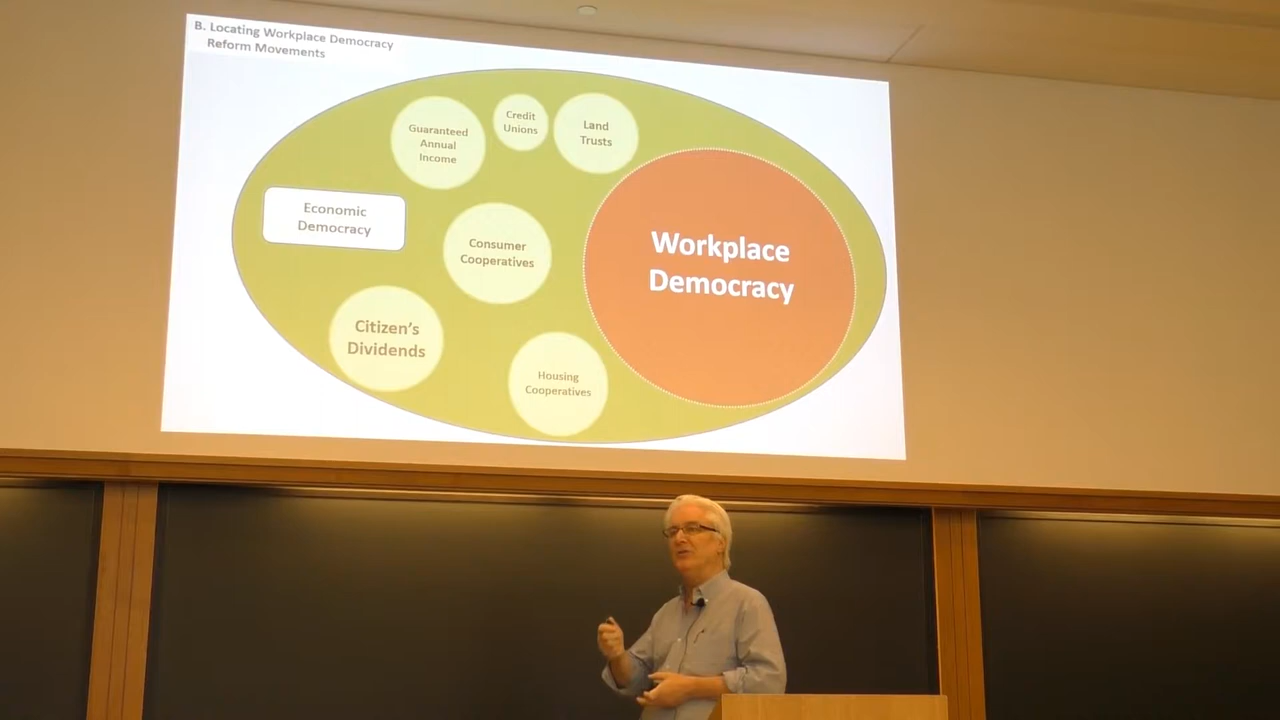 B. Locating Workplace Democracy
Reform Movements
Guaranteed
Annual
Income
Credit
Unions
Land
Trusts
Economic
Democracy
Consumer
Cooperatives
Workplace
Democracy
Citizen’s
Dividends
Housing
Cooperatives